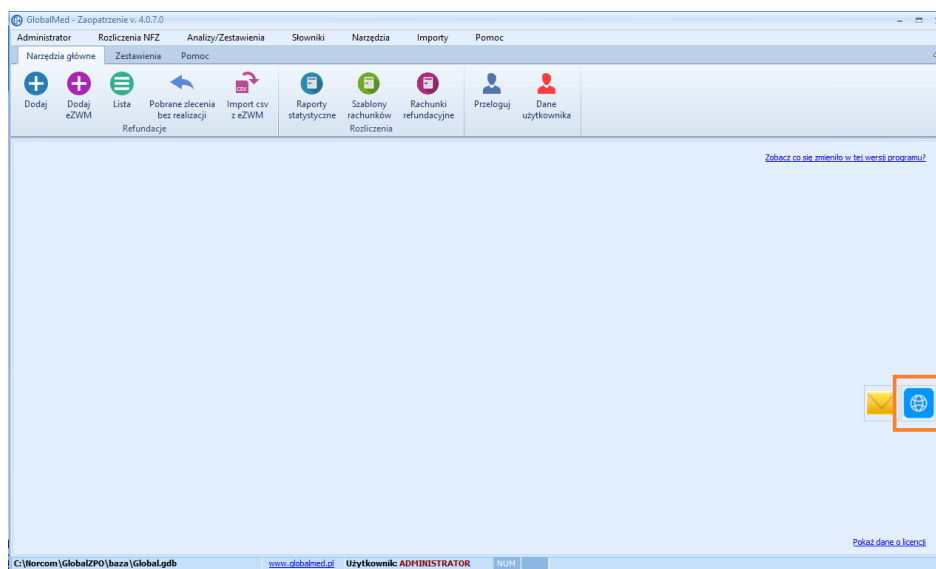 GlobalMed - Zaopatrzenie v. 4.0.7.0
Administrator Rozliczenia NFZ Analizy/Zestawienia Słowniki Narzędzia Importy Pomoc
Narzędzia główne Zestawienia Pomoc
Dodaj Dodaj eZWM Lista Pobrane zlecenia bez realizacji Import csv z eZWM Raporty statystyczne Szablony rachunków Rachunki refundacyjne Przeloguj Dane użytkownika
CSV
Refundacje Rozliczenia
Zobacz co się zmieniło w tej wersji programu?
Pokaż dane o licencji
C:\Norcom\GlobalZPO\baza\Global.gdb www.globalmed.pl Użytkownik: ADMINISTRATOR NUM